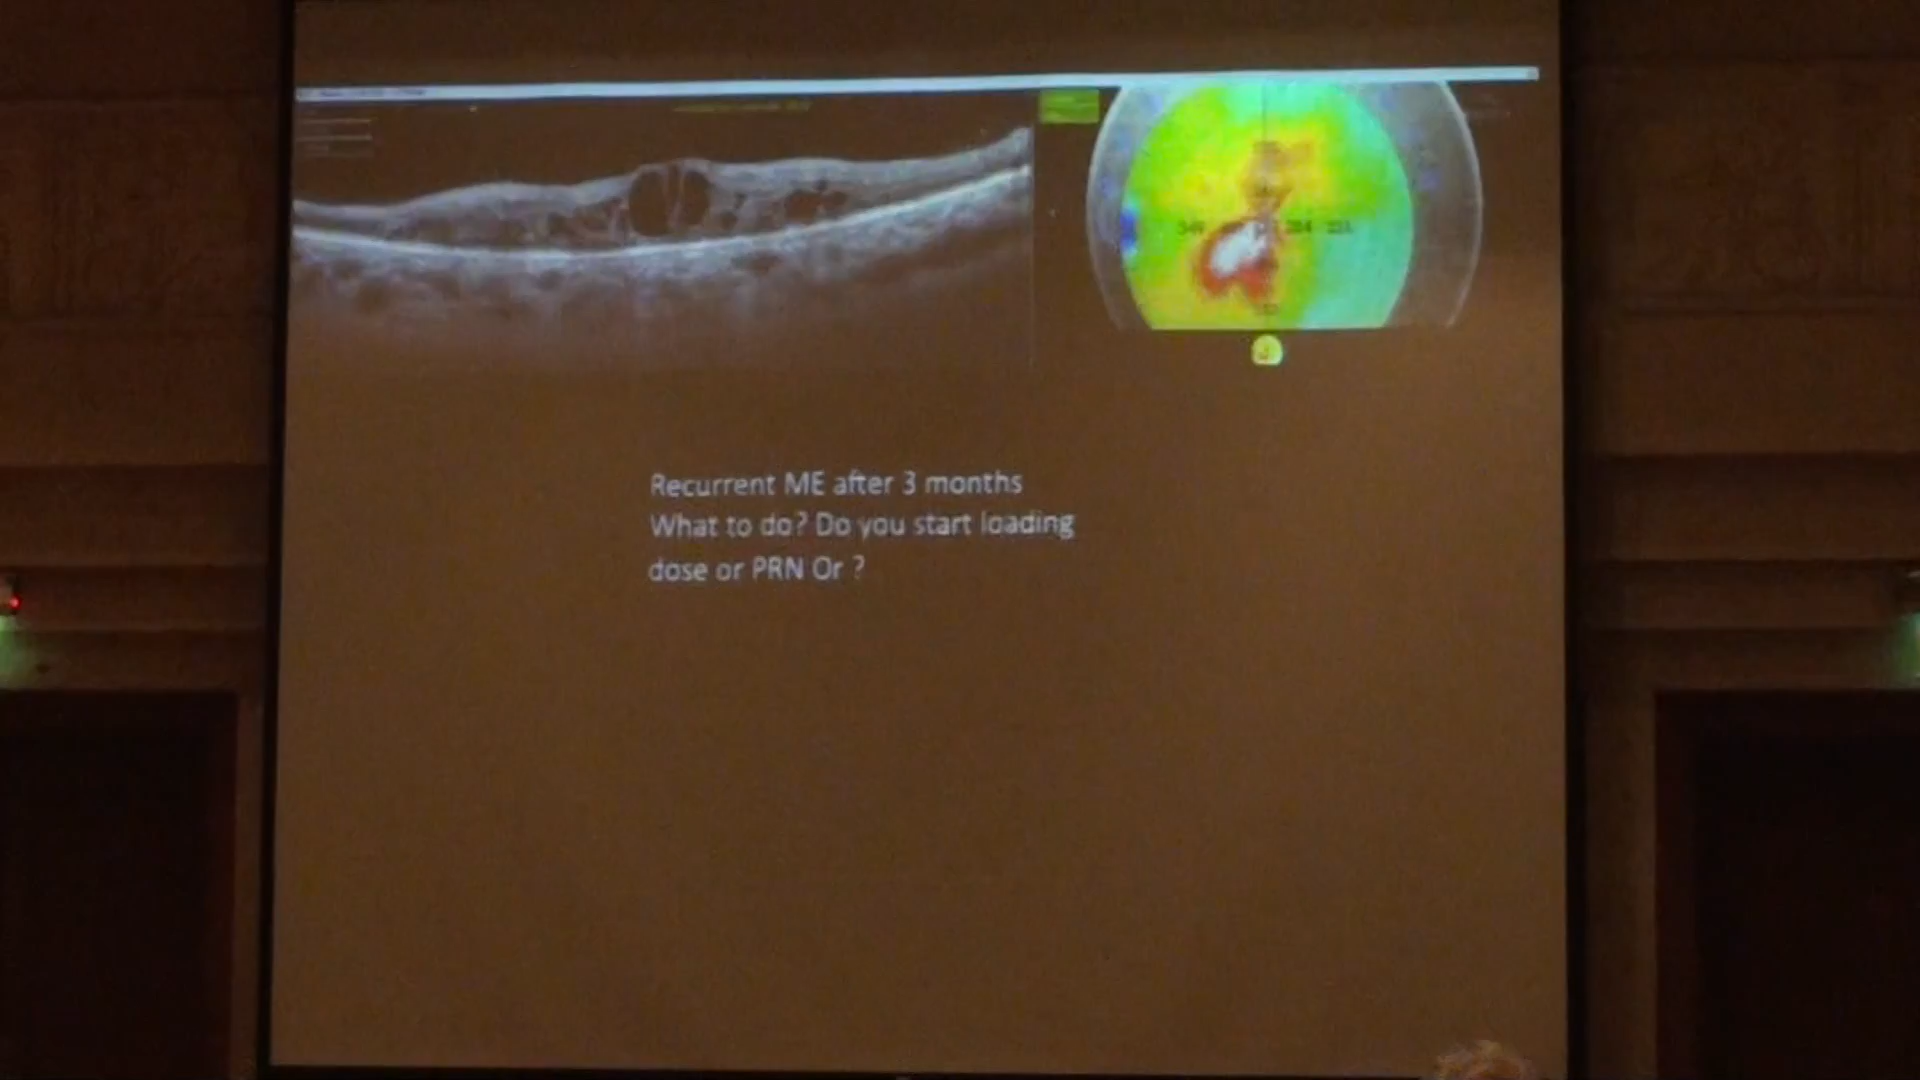 Recurrent ME after 3 months
What to do? Do you start loading
dose or PRN Or ?